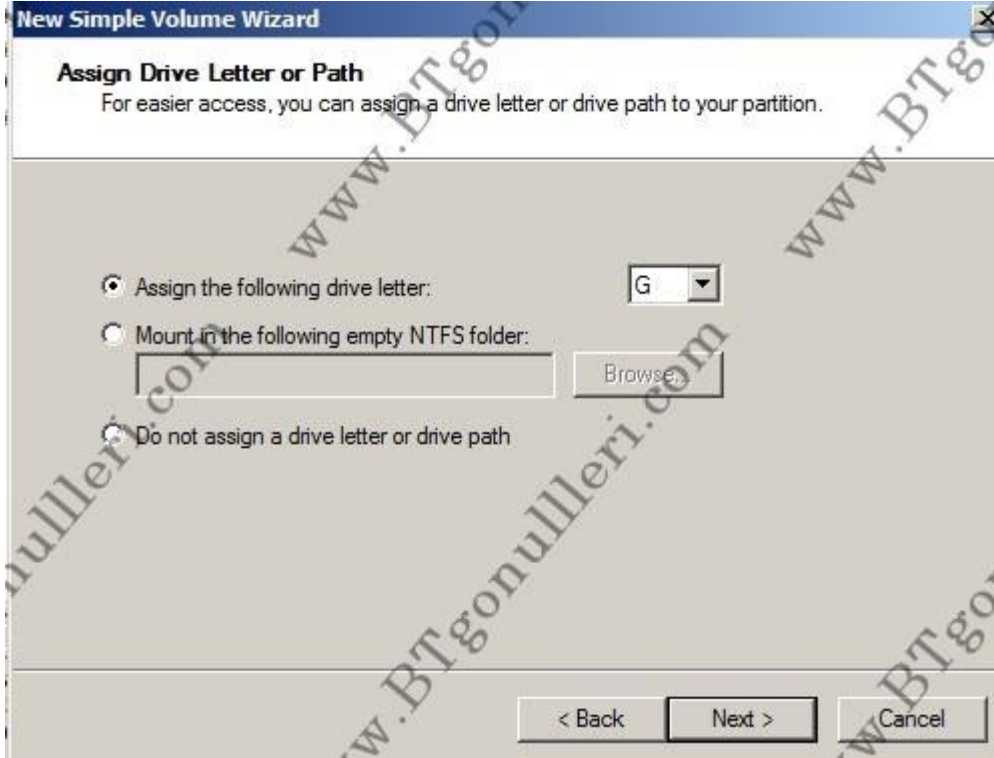 New Simple Volume Wizard
Assign Drive Letter or Path
For easier access, you can assign a drive letter or drive path to your partition.
Assign the following drive letter:
G
Mount in the following empty NTFS folder:
Browse...
Do not assign a drive letter or drive path
< Back
Next >
Cancel
www.BTgonullleri.com